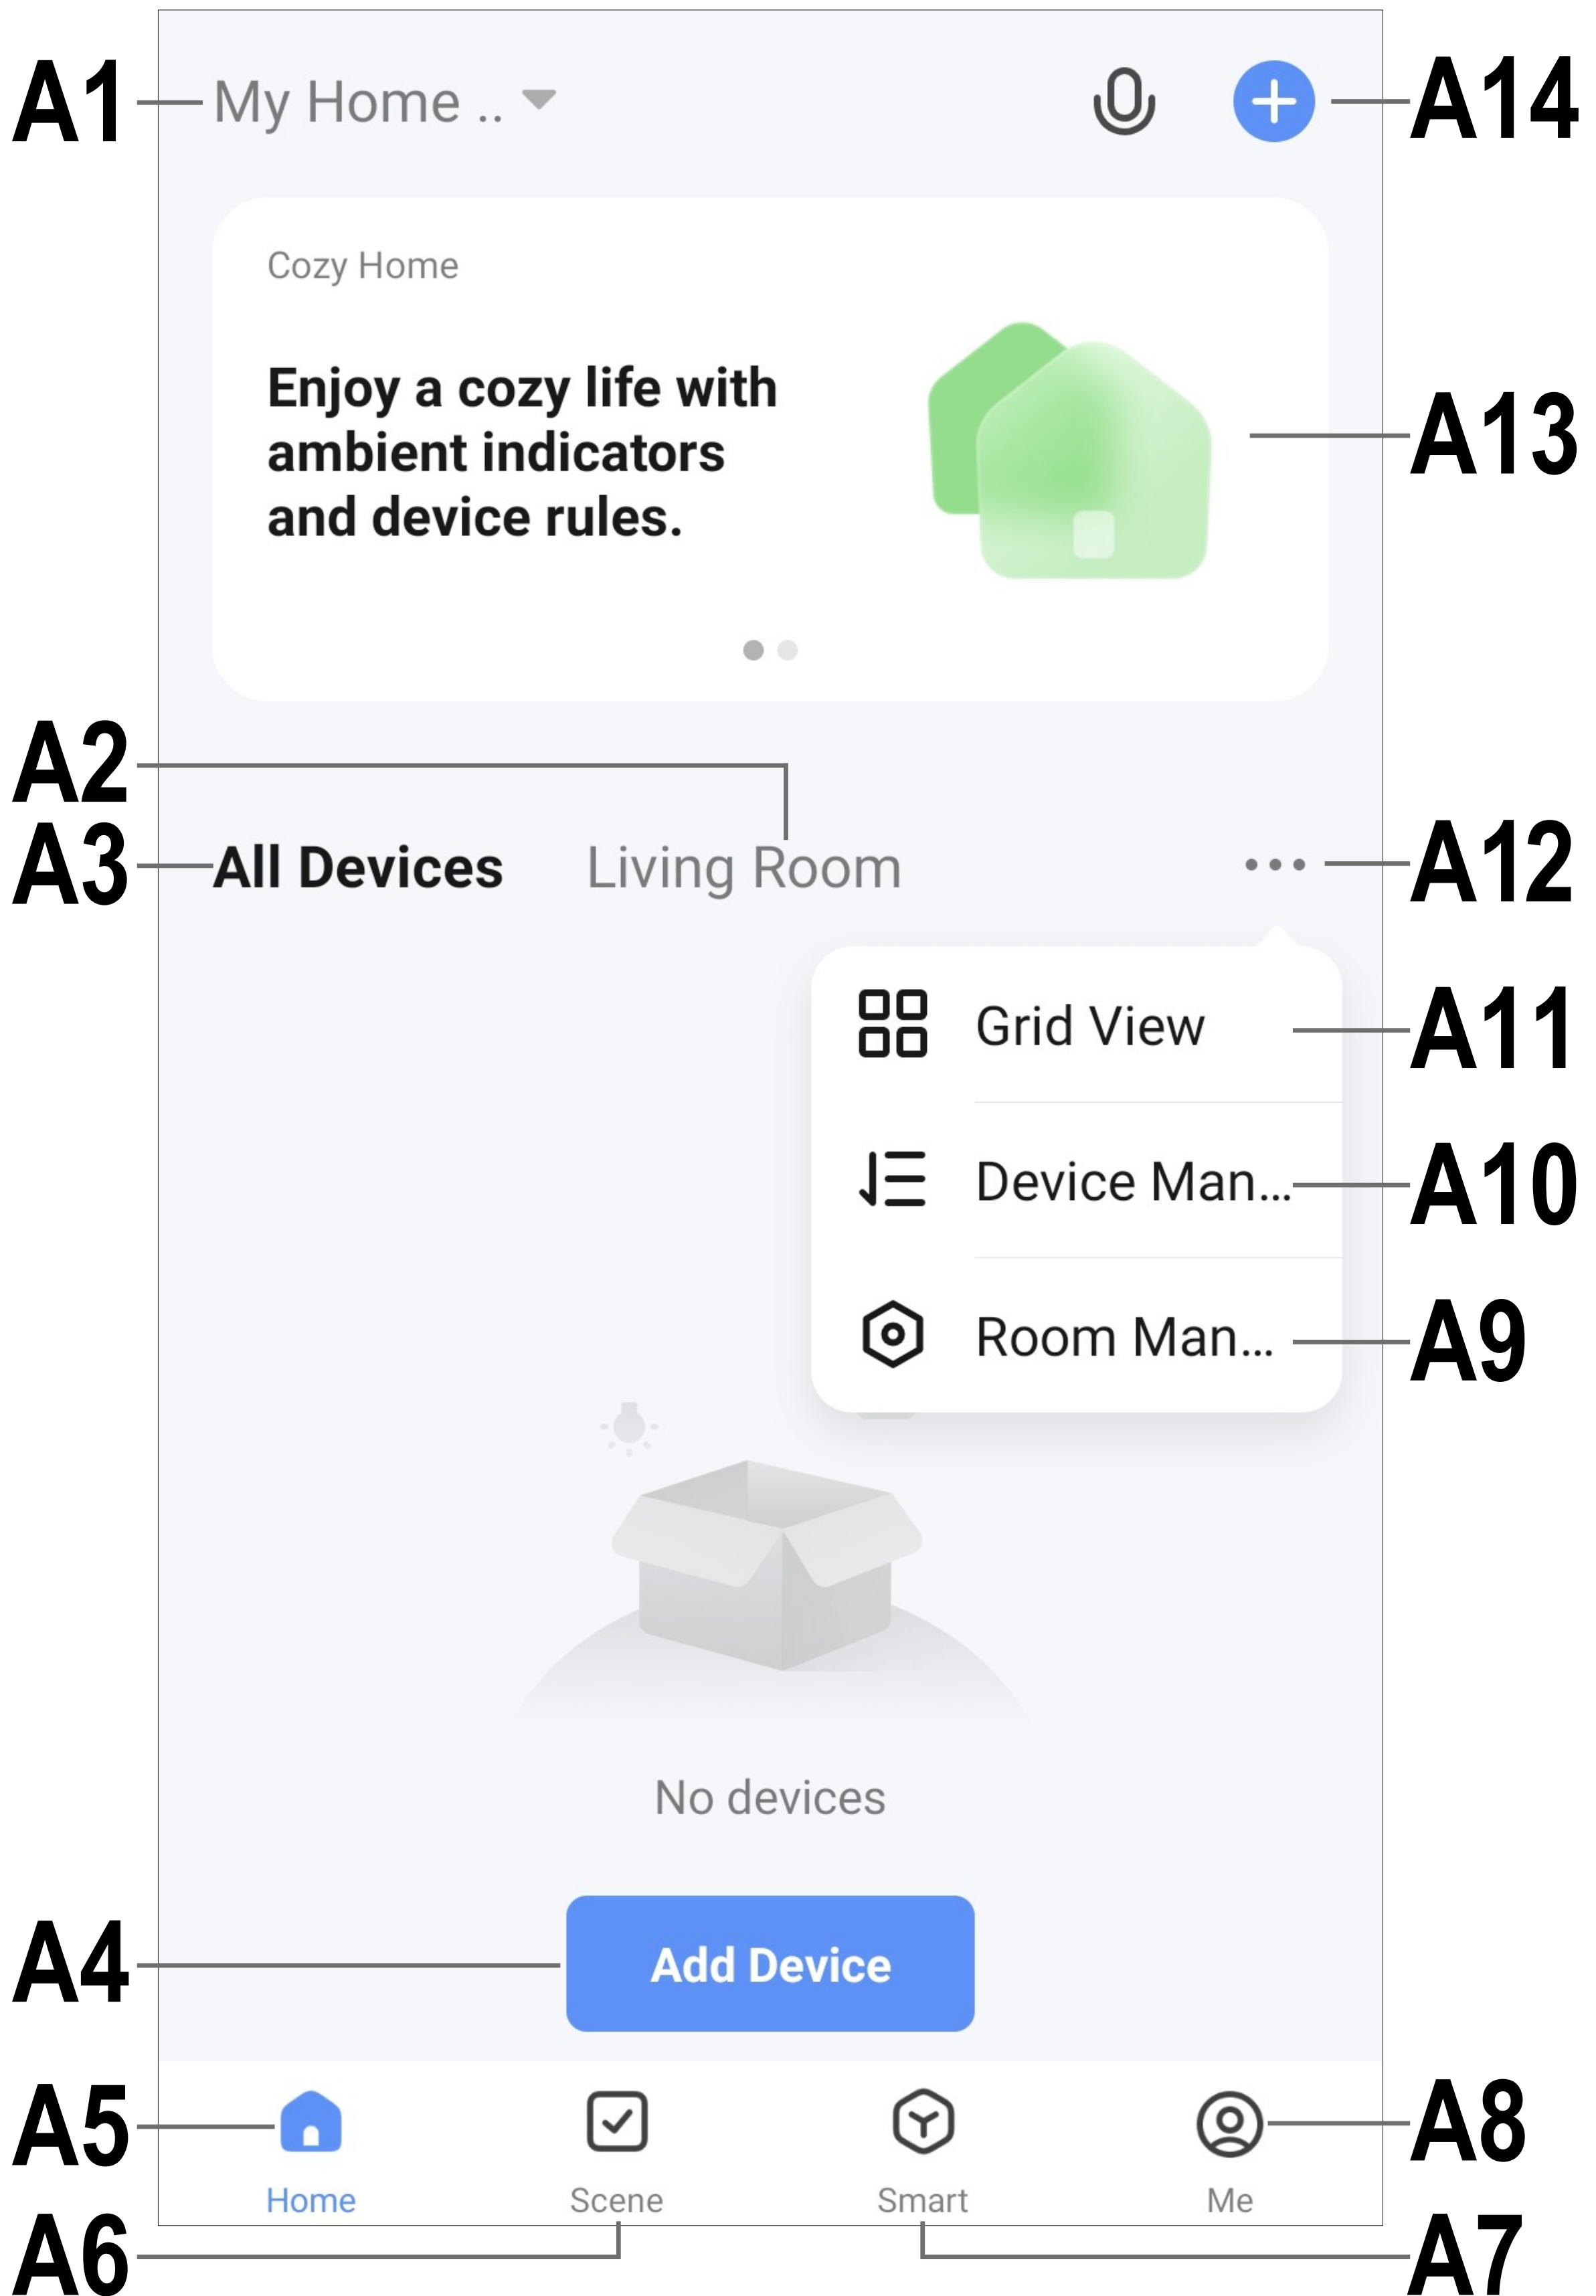 A1
My Home ..
A14
Cozy Home
Enjoy a cozy life with
ambient indicators
and device rules.
A13
A2
A3
All Devices
Living Room
A12
Grid View
A11
Device Man...
A10
Room Man...
A9
No devices
A4
Add Device
A5
A8
Home
Scene
Smart
Me
A6
A7